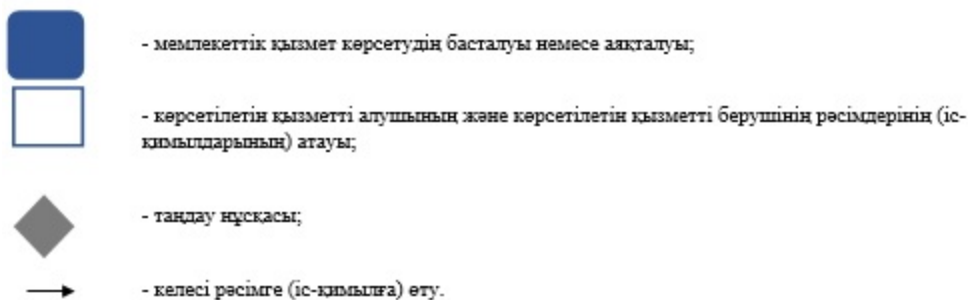 - мемлекеттік қызмет көрсетудің басталуы немесе аяқталуы;
- көрсетілетін қызметті алушының және көрсетілетін қызметті берушінің рәсімдерінің (іс-
қимылдарының) атауы;
- таңдау нұсқасы;
- келесі рәсімге (іс-қимылға) өту.